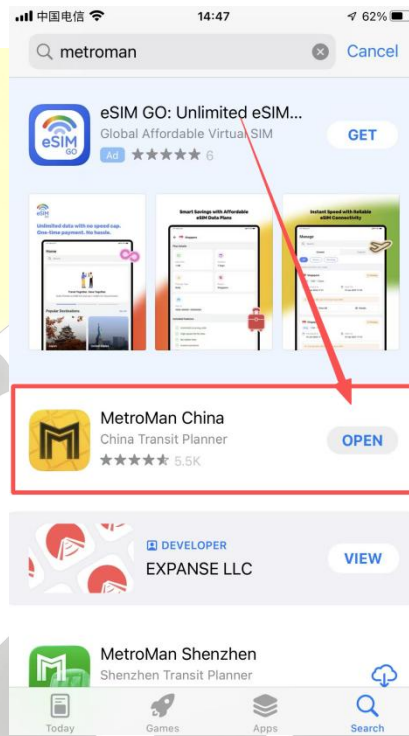 中国电信
14:47
62%
metroman
Cancel
eSIM GO: Unlimited eSIM...
Global Affordable Virtual SIM
Ad ★★★★★ 6
GET
eSIM
GO
Unlimited data with no speed cap.
One-time payment. No hassle.
Smart Savings with Affordable
eSIM Data Plans
Instant Speed with Reliable
eSIM Connectivity
MetroMan China
China Transit Planner
5.5K
OPEN
DEVELOPER
EXPANSE LLC
VIEW
MetroMan Shenzhen
Shenzhen Transit Planner
Today
Games
Apps
Search